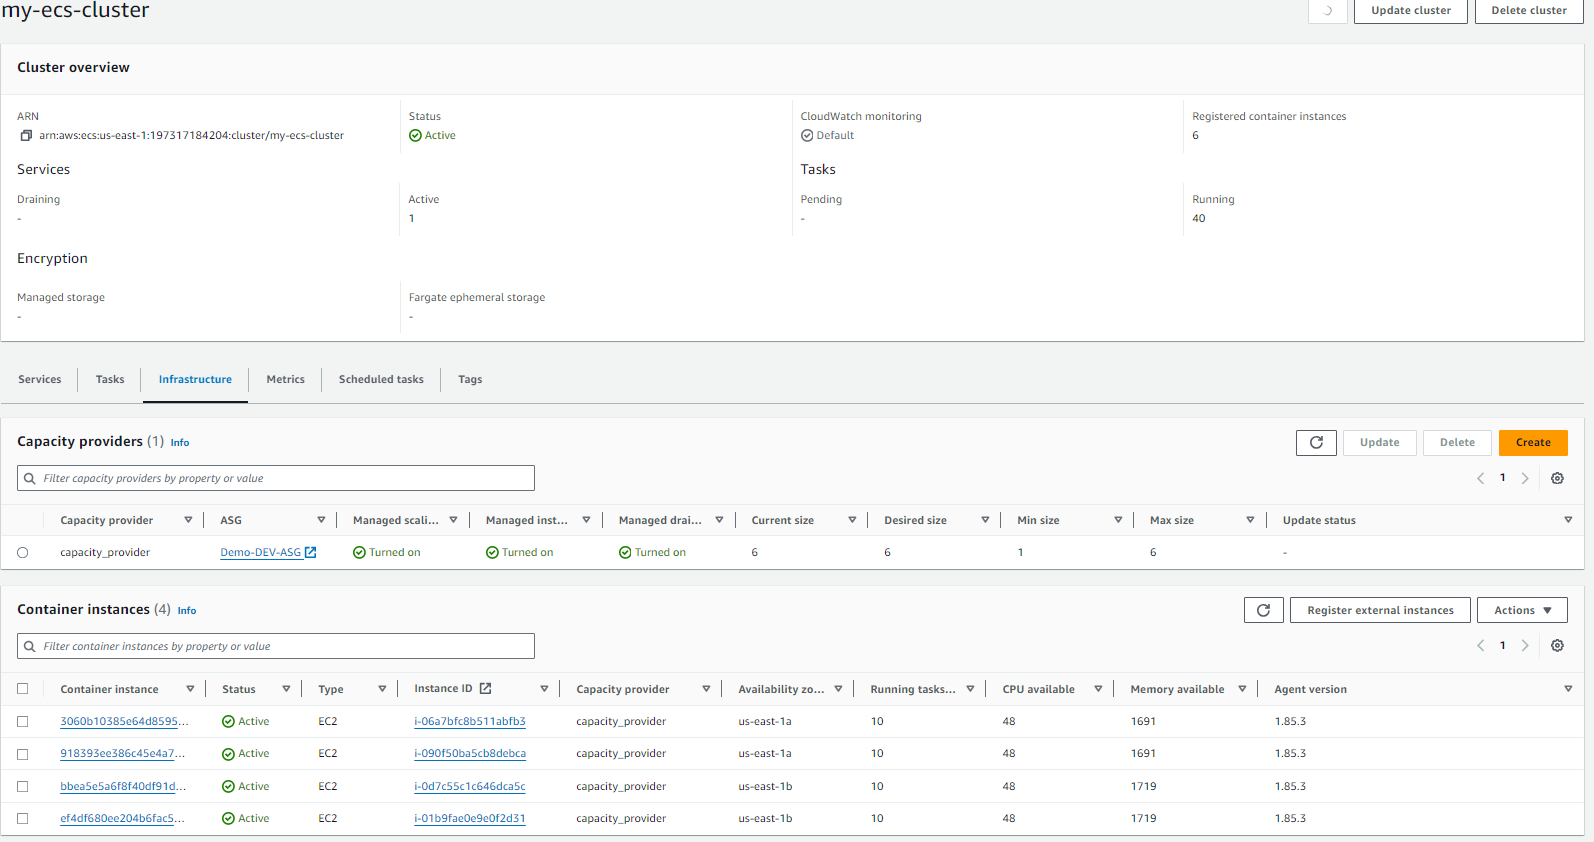 my-ecs-cluster
Update cluster
Delete cluster
Cluster overview
ARN
arn:aws:ecs:us-east-1:197317184204:cluster/my-ecs-cluster
Status
Active
CloudWatch monitoring
Default
Registered container instances
6
Services
Tasks
Draining
-
Active
1
Pending
-
Running
40
Encryption
Managed storage
-
Fargate ephemeral storage
-
Services Tasks Infrastructure Metrics Scheduled tasks Tags
Capacity providers (1) Info
Update Delete Create
Filter capacity providers by property or value
1
Capacity provider ASG Managed scali... Managed inst... Managed drai... Current size Desired size Min size Max size Update status
capacity_provider Demo-DEV-ASG Turned on Turned on Turned on 6 6 1 6 -
Container instances (4) Info
Register external instances Actions
Filter container instances by property or value
1
Container instance Status Type Instance ID Capacity provider Availability zo... Running tasks... CPU available Memory available Agent version
3060b10385e64d8595... Active EC2 i-06a7bfc8b511abfb3 capacity_provider us-east-1a 10 48 1691 1.85.3
918393ee386c45e4a7... Active EC2 i-090f50ba5cb8debca capacity_provider us-east-1a 10 48 1691 1.85.3
bbea5e5a6f8f40df91d... Active EC2 i-0d7c55c1c646dca5c capacity_provider us-east-1b 10 48 1719 1.85.3
ef4df680ee204b6fac5... Active EC2 i-01b9fae0e9e0f2d31 capacity_provider us-east-1b 10 48 1719 1.85.3